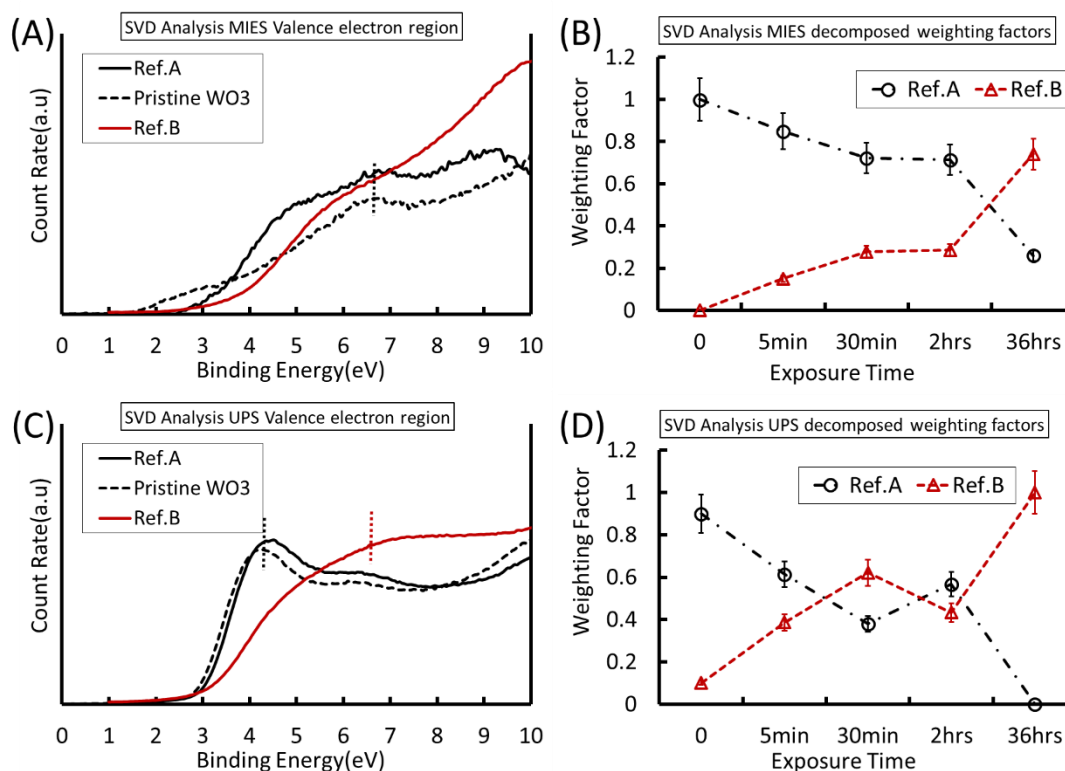 (A)
SVD Analysis MIES Valence electron region
Count Rate(a.u)
Ref.A
Pristine WO3
Ref.B
0 1 2 3 4 5 6 7 8 9 10
Binding Energy(eV)
(B)
SVD Analysis MIES decomposed weighting factors
Weighting Factor
1.2
1
0.8
0.6
0.4
0.2
0
Ref.A Ref.B
0 5min 30min 2hrs 36hrs
Exposure Time
(C)
SVD Analysis UPS Valence electron region
Count Rate(a.u)
Ref.A
Pristine WO3
Ref.B
0 1 2 3 4 5 6 7 8 9 10
Binding Energy(eV)
(D)
SVD Analysis UPS decomposed weighting factors
Weighting Factor
1.2
1
0.8
0.6
0.4
0.2
0
Ref.A Ref.B
0 5min 30min 2hrs 36hrs
Exposure Time